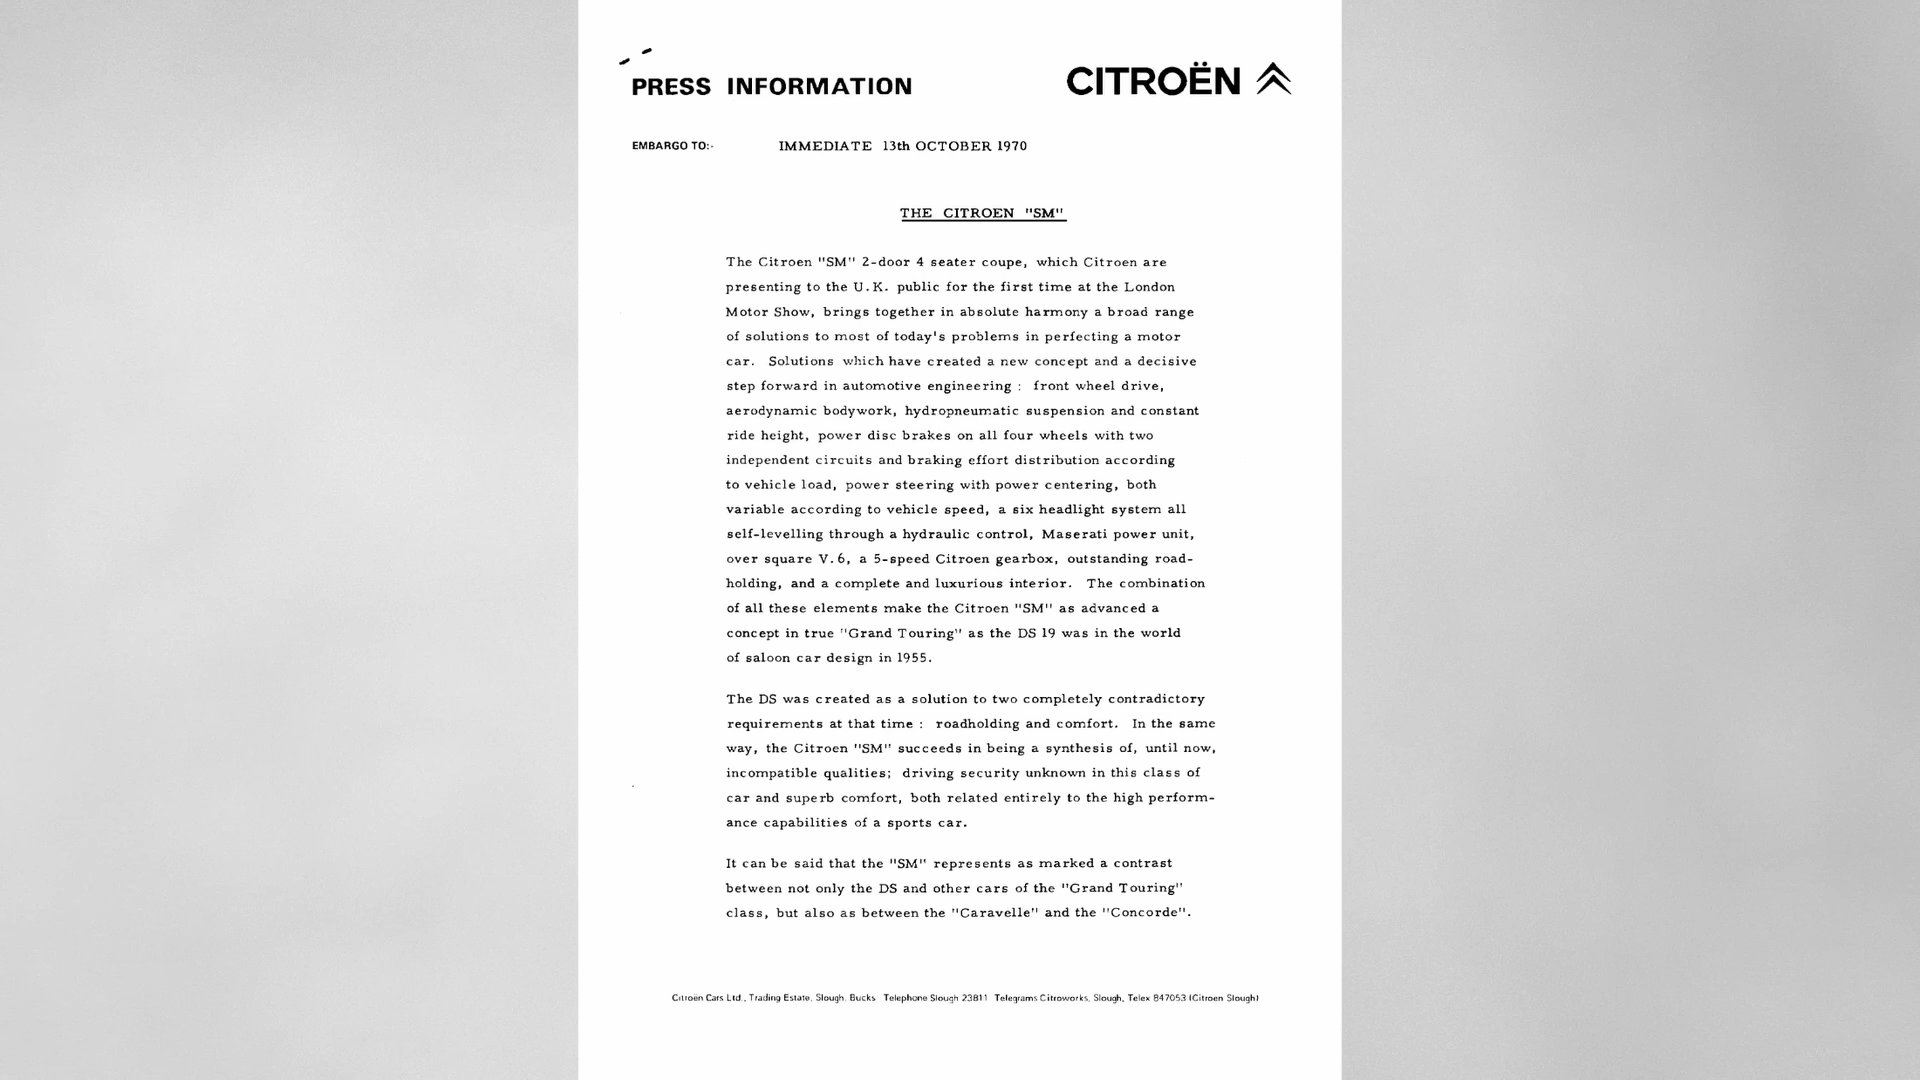 PRESS INFORMATION
CITROËN
EMBARGO TO:- IMMEDIATE 13th OCTOBER 1970
THE CITROEN "SM"
The Citroen "SM" 2-door 4 seater coupe, which Citroen are
presenting to the U.K. public for the first time at the London
Motor Show, brings together in absolute harmony a broad range
of solutions to most of today's problems in perfecting a motor
car. Solutions which have created a new concept and a decisive
step forward in automotive engineering : front wheel drive,
aerodynamic bodywork, hydropneumatic suspension and constant
ride height, power disc brakes on all four wheels with two
independent circuits and braking effort distribution according
to vehicle load, power steering with power centering, both
variable according to vehicle speed, a six headlight system all
self-levelling through a hydraulic control, Maserati power unit,
over square V.6, a 5-speed Citroen gearbox, outstanding road-
holding, and a complete and luxurious interior. The combination
of all these elements make the Citroen "SM" as advanced a
concept in true "Grand Touring" as the DS 19 was in the world
of saloon car design in 1955.
The DS was created as a solution to two completely contradictory
requirements at that time : roadholding and comfort. In the same
way, the Citroen "SM" succeeds in being a synthesis of, until now,
incompatible qualities; driving security unknown in this class of
car and superb comfort, both related entirely to the high perform-
ance capabilities of a sports car.
It can be said that the "SM" represents as marked a contrast
between not only the DS and other cars of the "Grand Touring"
class, but also as between the "Caravelle" and the "Concorde".
Citroën Cars Ltd., Trading Estate, Slough. Bucks Telephone Slough 23811 Telegrams Citroworks, Slough, Telex 847053 (Citroen Slough)